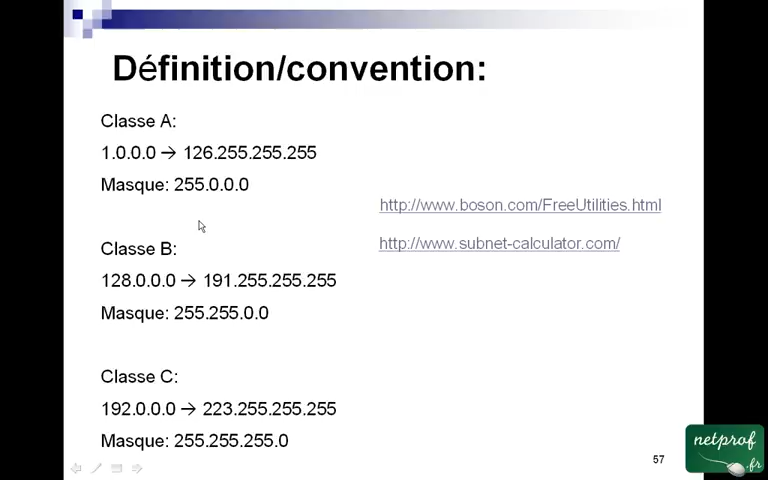 Définition/convention:
Classe A:
1.0.0.0 → 126.255.255.255
Masque: 255.0.0.0
http://www.boson.com/FreeUtilities.html
http://www.subnet-calculator.com/
Classe B:
128.0.0.0 → 191.255.255.255
Masque: 255.255.0.0
Classe C:
192.0.0.0 → 223.255.255.255
Masque: 255.255.255.0
57
netprof
.fr